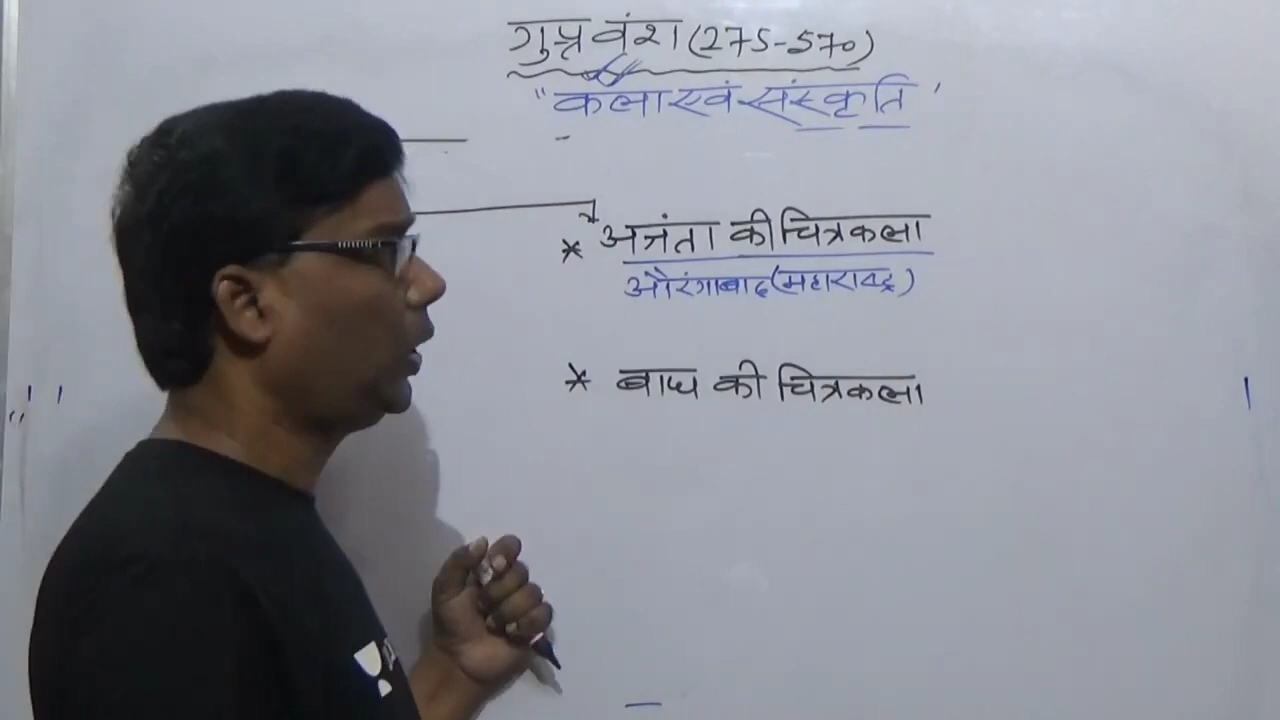 गुप्त वंश (275-570)
"कला एवं संस्कृति'
* अजंता की चित्रकला
औरंगाबाद (महाराष्ट्र)
* बाघ की चित्रकला